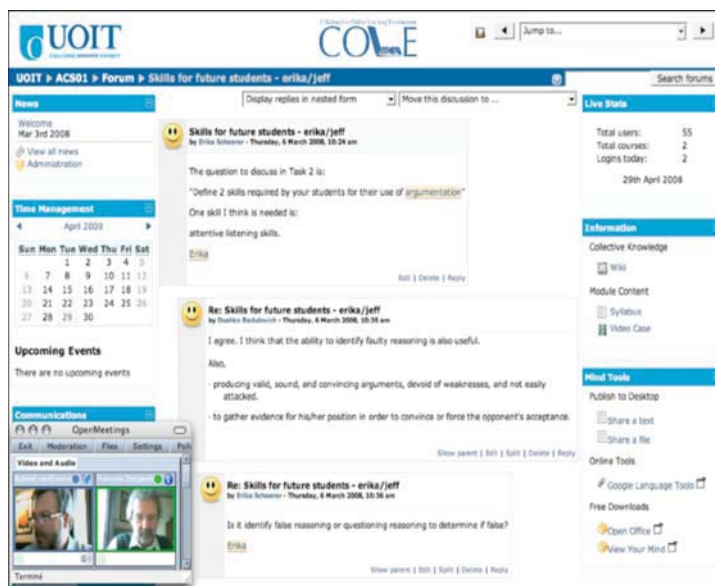 UOIT
CHALLENGE INNOVATE CONNECT
COLE
Jump to...
UOIT ▶ ACS01 ▶ Forum ▶ Skills for future students - erika/jeff
Search forums
News
Welcome
Mar 3rd 2008
View all news
Administration
Time Management
April 2008
Sun Mon Tue Wed Thu Fri Sat
1 2 3 4 5
6 7 8 9 10 11 12
13 14 15 16 17 18 19
20 21 22 23 24 25 26
27 28 29 30
Upcoming Events
There are no upcoming events
Communications
OpenMeetings
Exit Moderation Files Settings
Video and Audio
Terminé
Display replies in nested form
Move this discussion to ...
Skills for future students - erika/jeff
by Erika Scheerer - Thursday, 6 March 2008, 10:24 am
The question to discuss in Task 2 is:
"Define 2 skills required by your students for their use of argumentation"
One skill I think is needed is:
attentive listening skills.
Erika
Edit | Delete | Reply
Re: Skills for future students - erika/jeff
by Dushko Radulovich - Thursday, 6 March 2008, 10:35 am
I agree. I think that the ability to identify faulty reasoning is also useful.
Also,
- producing valid, sound, and convincing arguments, devoid of weaknesses, and not easily
attacked.
- to gather evidence for his/her position in order to convince or force the opponent's acceptance.
Show parent | Edit | Split | Delete | Reply
Re: Skills for future students - erika/jeff
by Erika Scheerer - Thursday, 6 March 2008, 10:36 am
Is it identify false reasoning or questioning reasoning to determine if false?
Erika
Show parent | Edit | Split | Delete | Reply
Live Stats
Total users: 55
Total courses: 2
Logins today: 2
29th April 2008
Information
Collective Knowledge
Wiki
Module Content
Syllabus
Video Case
Mind Tools
Publish to Desktop
Share a text
Share a file
Online Tools
Google Language Tools
Free Downloads
Open Office
View Your Mind